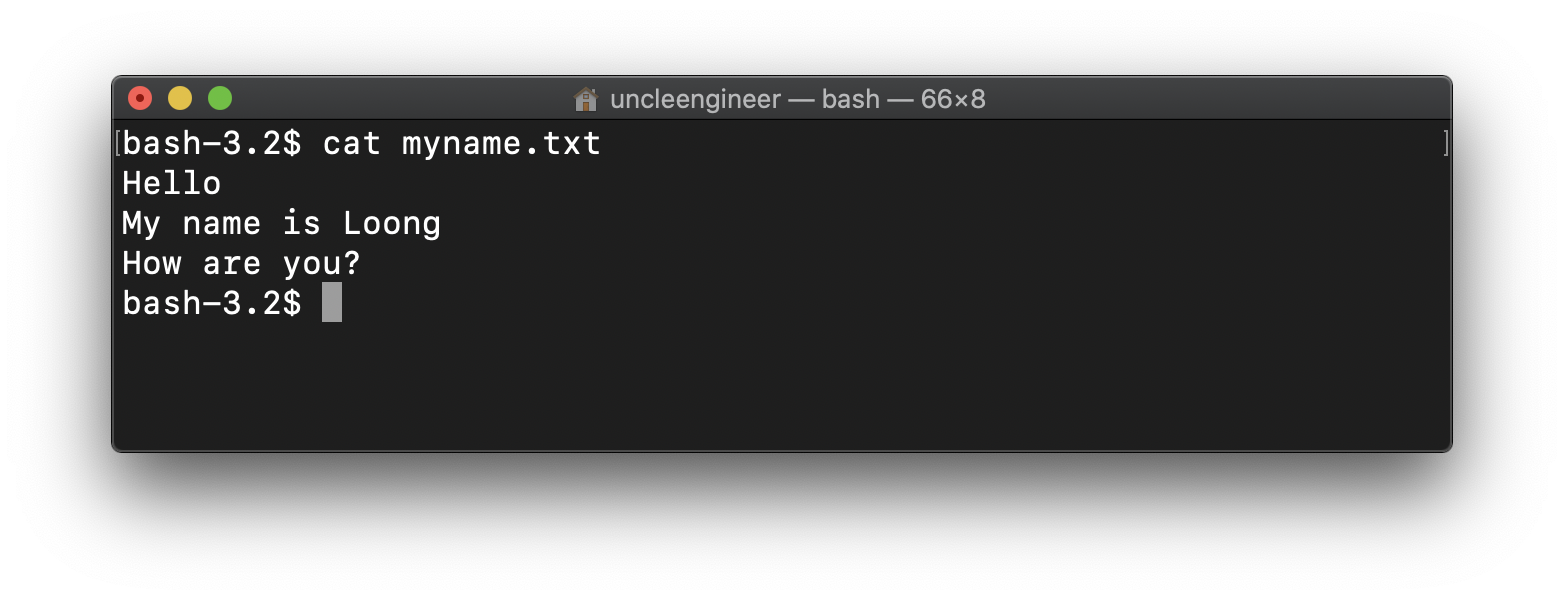 uncleengineer — bash — 66×8
bash-3.2$ cat myname.txt
Hello
My name is Loong
How are you?
bash-3.2$